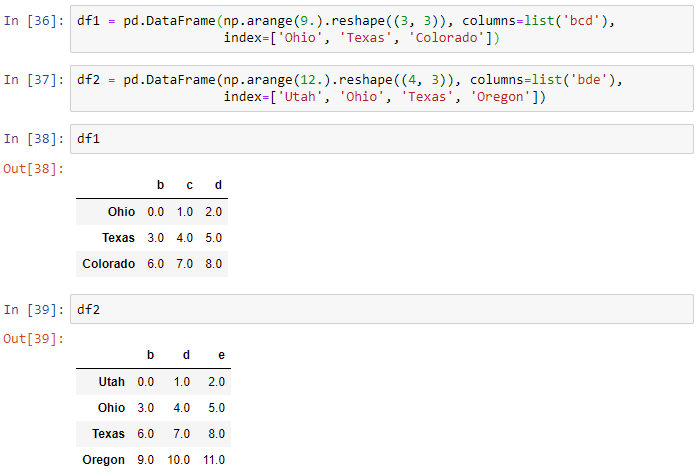 In [36]: df1 = pd.DataFrame(np.arange(9.).reshape((3, 3)), columns=list('bcd'),
index=['Ohio', 'Texas', 'Colorado'])
In [37]: df2 = pd.DataFrame(np.arange(12.).reshape((4, 3)), columns=list('bde'),
index=['Utah', 'Ohio', 'Texas', 'Oregon'])
In [38]: df1
Out[38]:
b c d
Ohio 0.0 1.0 2.0
Texas 3.0 4.0 5.0
Colorado 6.0 7.0 8.0
In [39]: df2
Out[39]:
b d e
Utah 0.0 1.0 2.0
Ohio 3.0 4.0 5.0
Texas 6.0 7.0 8.0
Oregon 9.0 10.0 11.0